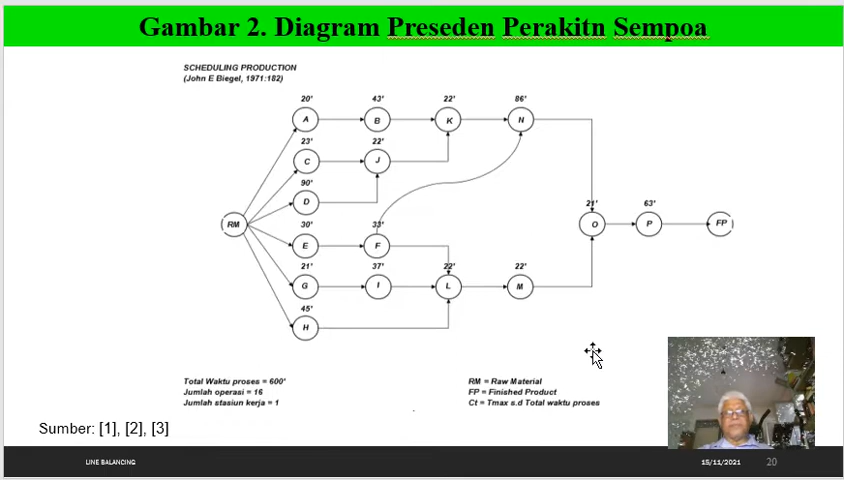 Gambar 2. Diagram Preseden Perakitn Sempoa
SCHEDULING PRODUCTION
(John E Biegel, 1971:182)
20' 43' 22' 86'
A B K N
23' 22'
C J
90'
D
21' 63'
RM O P FP
30' 33'
E F
21' 37' 22' 22'
G I L M
45'
H
Total Waktu proses = 600'
Jumlah operasi = 16
Jumlah stasiun kerja = 1
RM = Raw Material
FP = Finished Product
Ct = Tmax s.d Total waktu proses
Sumber: [1], [2], [3]
LINE BALANCING 15/11/2021 20